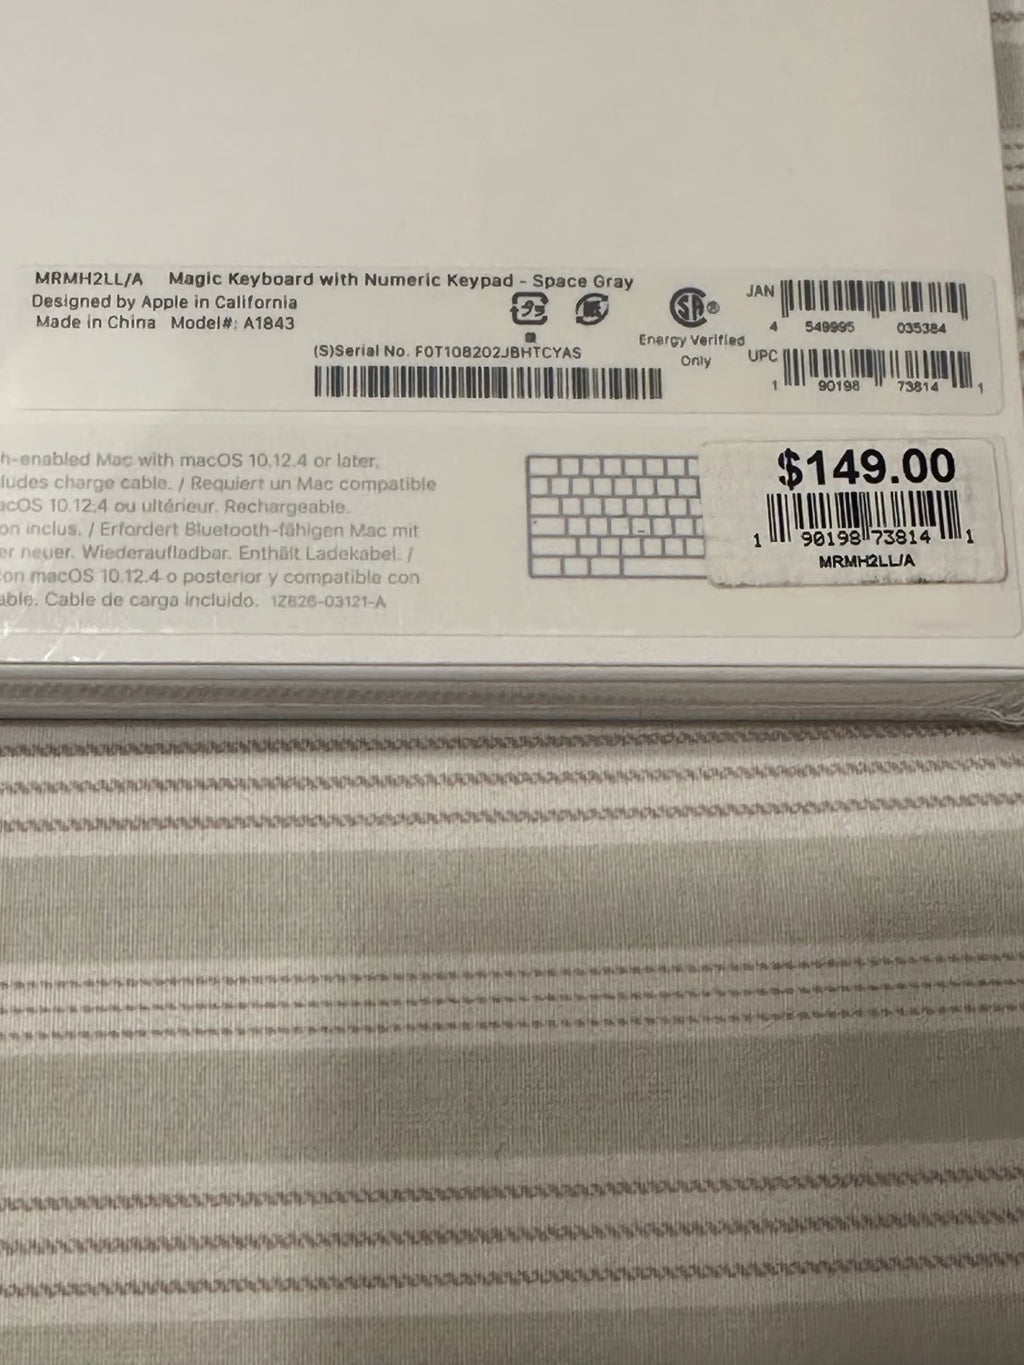 MRMH2LL/A Magic Keyboard with Numeric Keypad - Space Gray
Designed by Apple in California
Made in China Model#: A1843
(S)Serial No. F0T108202JBHTCYAS
Energy Verified
Only
JAN
4 549995 035384
UPC
1 90198 73814 1
h-enabled Mac with macOS 10.12.4 or later,
ludes charge cable. / Requiert un Mac compatible
acOS 10.12.4 ou ultérieur. Rechargeable.
on inclus. / Erfordert Bluetooth-fähigen Mac mit
er neuer. Wiederaufladbar. Enthält Ladekabel. /
on macOS 10.12.4 o posterior y compatible con
able. Cable de carga incluido. 1ZB26-03121-A
$149.00
1 90198 73814 1
MRMH2LL/A